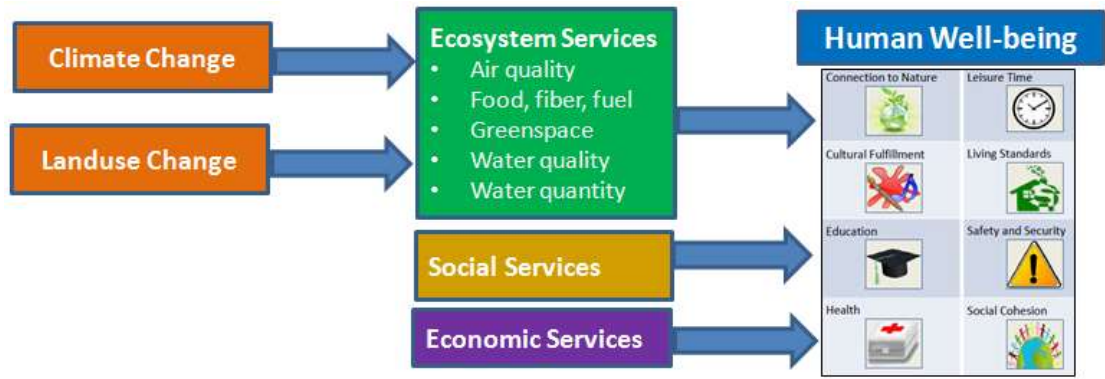 Climate Change
Landuse Change
Ecosystem Services
• Air quality
• Food, fiber, fuel
• Greenspace
• Water quality
• Water quantity
Social Services
Economic Services
Human Well-being
Connection to Nature
Leisure Time
Cultural Fulfillment
Living Standards
Education
Safety and Security
Health
Social Cohesion